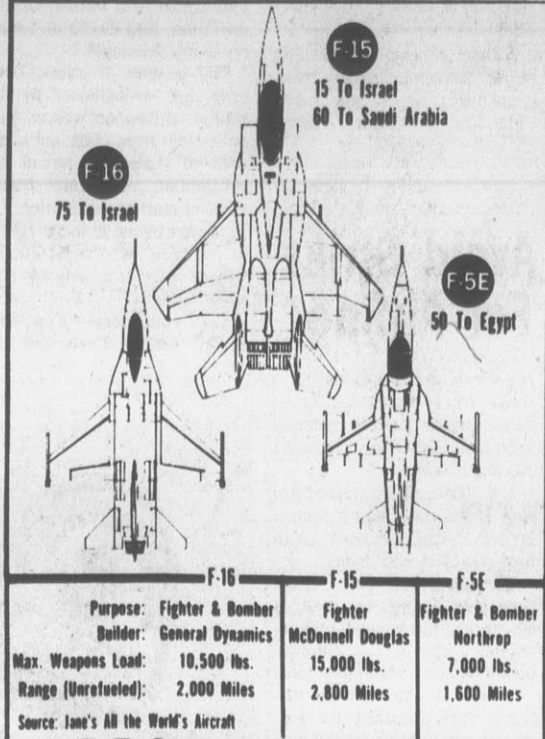 F-15
15 To Israel
60 To Saudi Arabia
F-16
75 To Israel
F-5E
50 To Egypt
F-16 F-15 F-5E
Purpose: Fighter & Bomber Fighter Fighter & Bomber
Builder: General Dynamics McDonnell Douglas Northrop
Max. Weapons Load: 10,500 lbs. 15,000 lbs. 7,000 lbs.
Range (Unrefueled): 2,000 Miles 2,800 Miles 1,600 Miles
Source: Jane's All the World's Aircraft